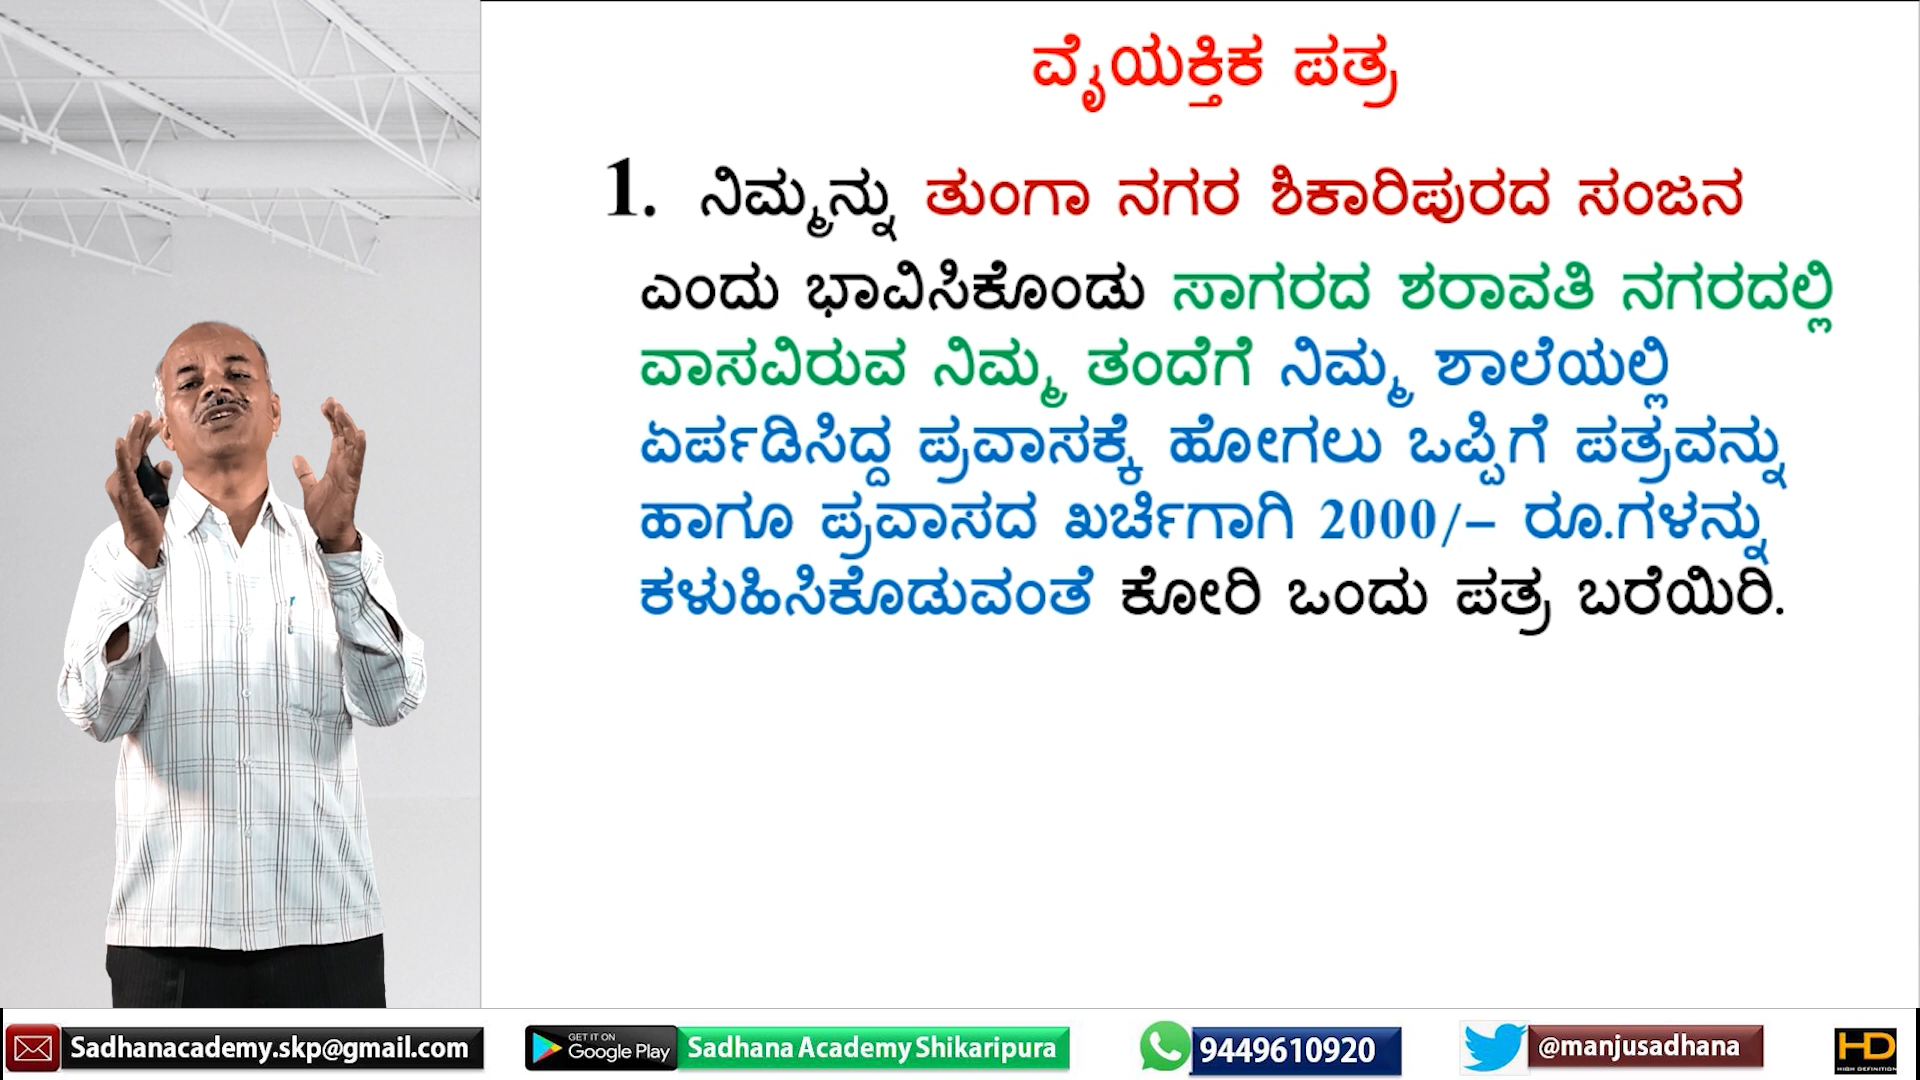 ವೈಯಕ್ತಿಕ ಪತ್ರ
1. ನಿಮ್ಮನ್ನು ತುಂಗಾ ನಗರ ಶಿಕಾರಿಪುರದ ಸಂಜನ
ಎಂದು ಭಾವಿಸಿಕೊಂಡು ಸಾಗರದ ಶರಾವತಿ ನಗರದಲ್ಲಿ
ವಾಸವಿರುವ ನಿಮ್ಮ ತಂದೆಗೆ ನಿಮ್ಮ ಶಾಲೆಯಲ್ಲಿ
ಏರ್ಪಡಿಸಿದ್ದ ಪ್ರವಾಸಕ್ಕೆ ಹೋಗಲು ಒಪ್ಪಿಗೆ ಪತ್ರವನ್ನು
ಹಾಗೂ ಪ್ರವಾಸದ ಖರ್ಚಿಗಾಗಿ 2000/– ರೂ.ಗಳನ್ನು
ಕಳುಹಿಸಿಕೊಡುವಂತೆ ಕೋರಿ ಒಂದು ಪತ್ರ ಬರೆಯಿರಿ.
Sadhanacademy.skp@gmail.com
GET IT ON
Google Play
Sadhana Academy Shikaripura
9449610920
@manjusadhana
HD
HIGH DEFINITION